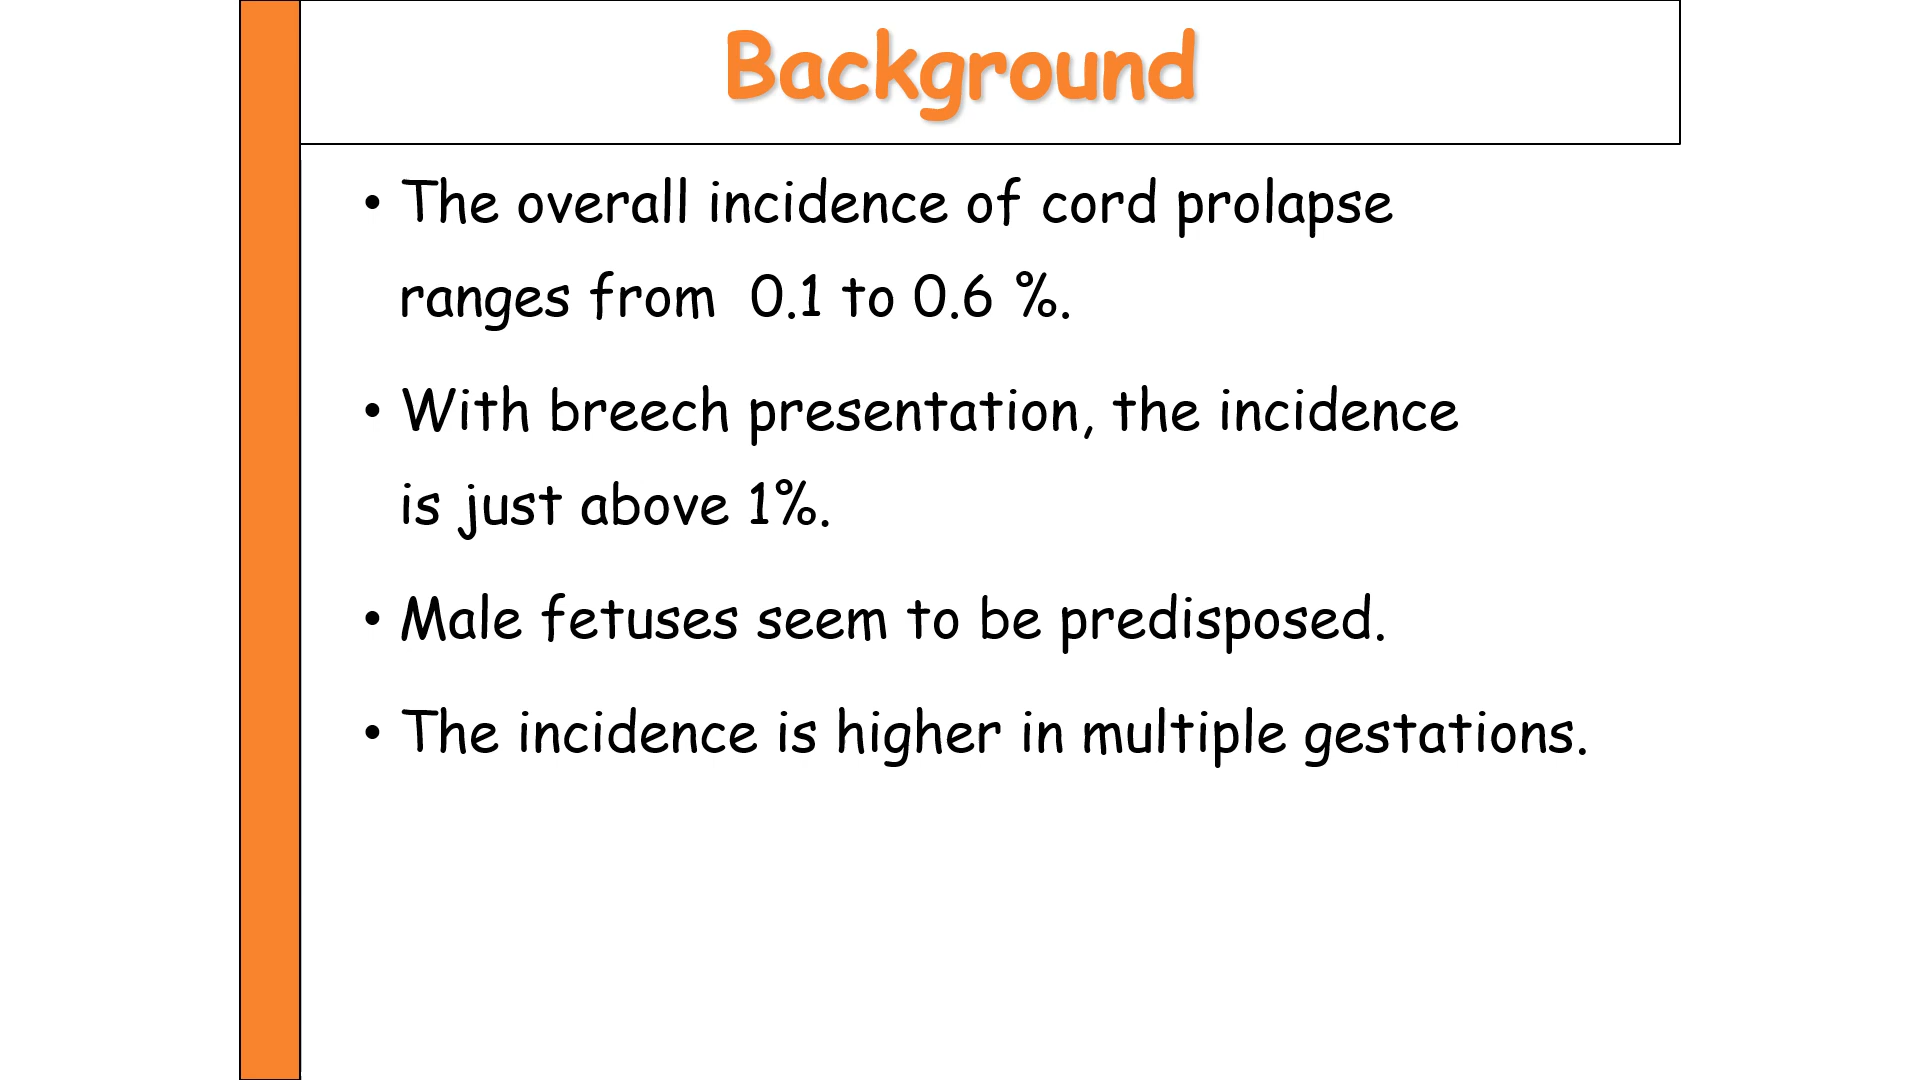 Background
• The overall incidence of cord prolapse
ranges from  0.1 to 0.6 %.
• With breech presentation, the incidence
is just above 1%.
• Male fetuses seem to be predisposed.
• The incidence is higher in multiple gestations.